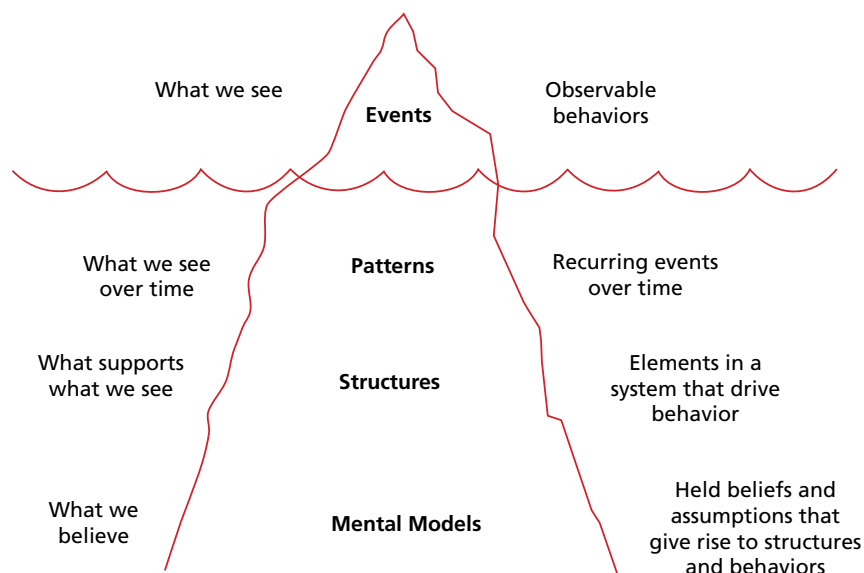 What we see
Events
Observable
behaviors
What we see
over time
Patterns
Recurring events
over time
What supports
what we see
Structures
Elements in a
system that drive
behavior
What we
believe
Mental Models
Held beliefs and
assumptions that
give rise to structures
and behaviors